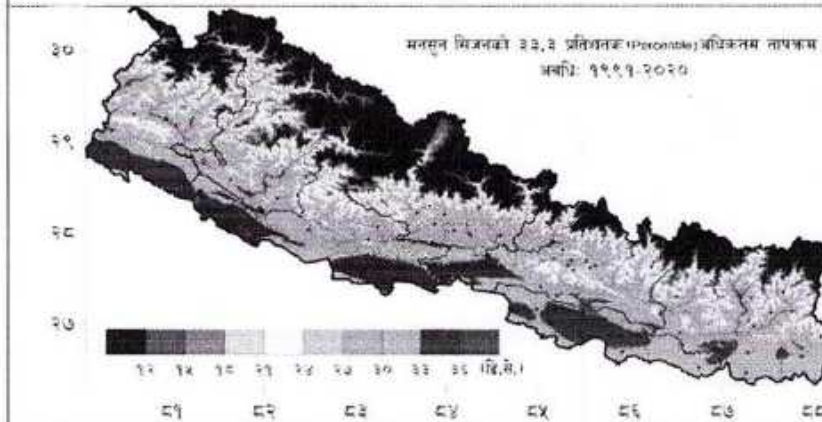 मनसुन सिजनको ३३.३ प्रतिशतक (Percentile) अधिकतम तापक्रम
अवधिः १९९१-२०२०
३०
२९
२८
२७
१२ १५ १८ २१ २४ २७ ३० ३३ ३६ (डि.से.)
८१ ८२ ८३ ८४ ८५ ८६ ८७ ८८